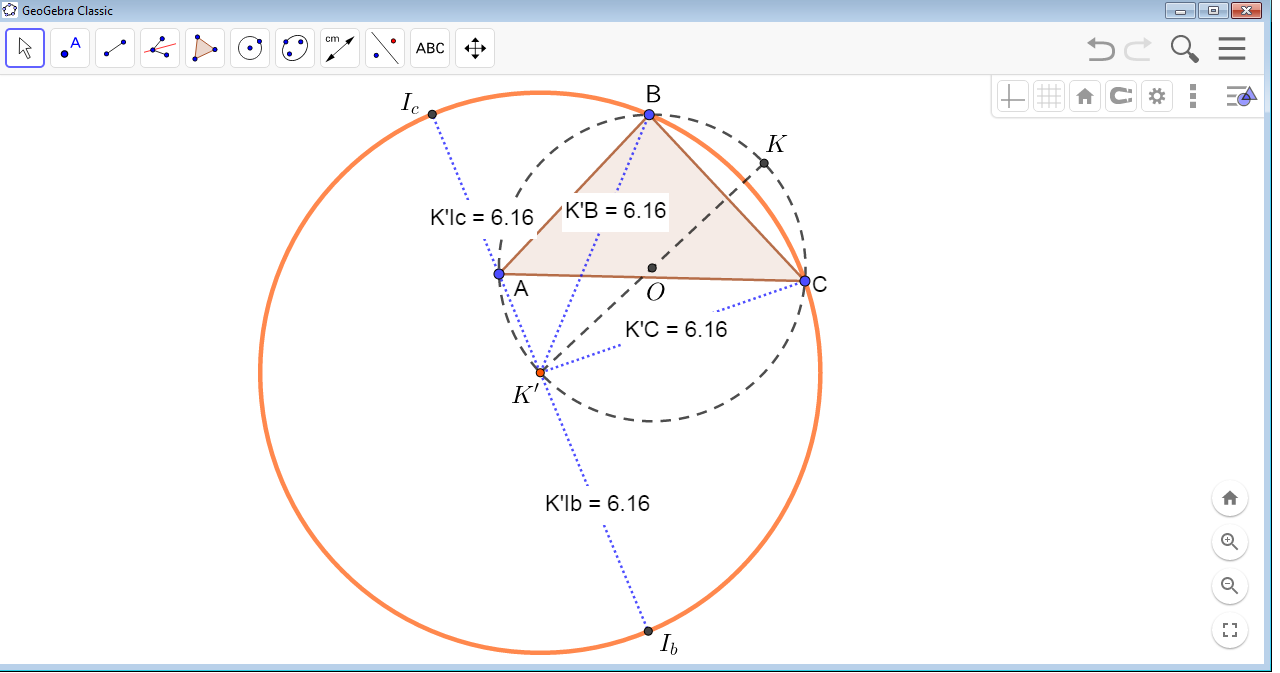 GeoGebra Classic
A
cm
ABC
I_c
B
K
K'Ic = 6.16
K'B = 6.16
A
O
C
K'C = 6.16
K'
K'Ib = 6.16
I_b